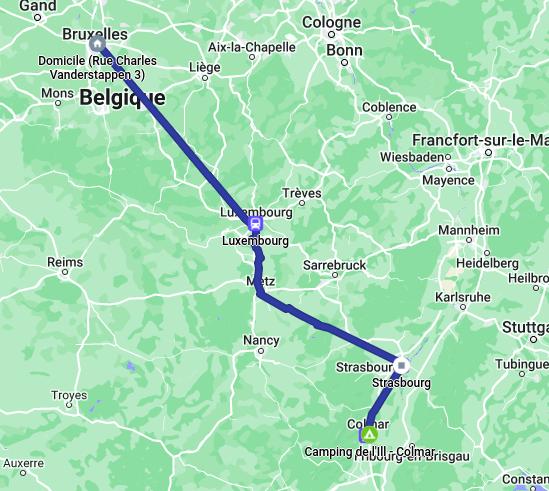 Gand
Cologne
Bruxelles
Aix-la-Chapelle
Bonn
Domicile (Rue Charles
Vanderstappen 3)
Liège
Mons
Belgique
Coblence
Francfort-sur-le-Ma
Wiesbaden
Mayence
Trèves
Luxembourg
Luxembourg
Mannheim
Reims
Sarrebruck
Heidelberg
Metz
Heilbro
Karlsruhe
Stuttga
Nancy
Strasbour
Tubingue
Strasbourg
Troyes
Colmar
Camping de l'Ill - Colmar
Fribourg-en-Brisgau
Auxerre
Constan